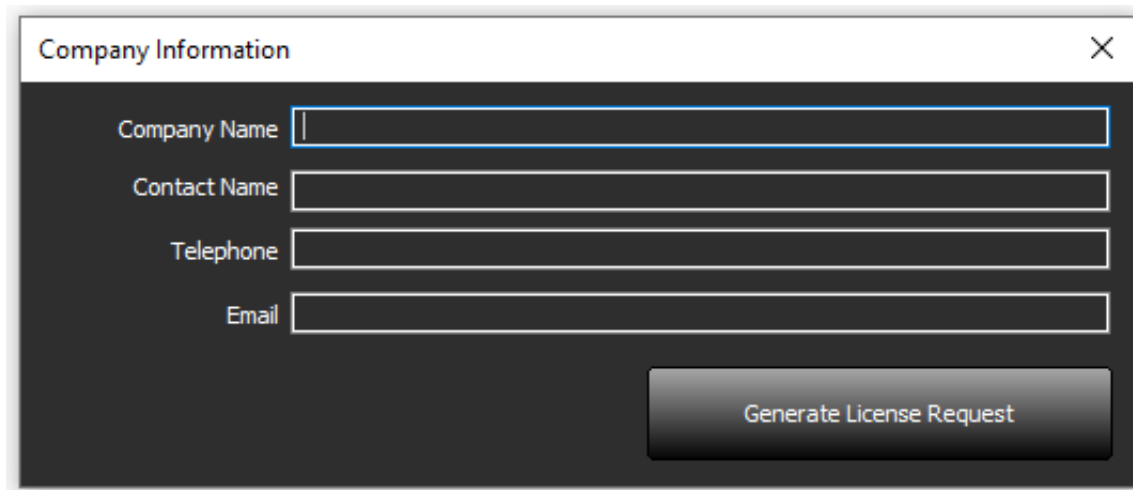 Company Information
Company Name
Contact Name
Telephone
Email
Generate License Request